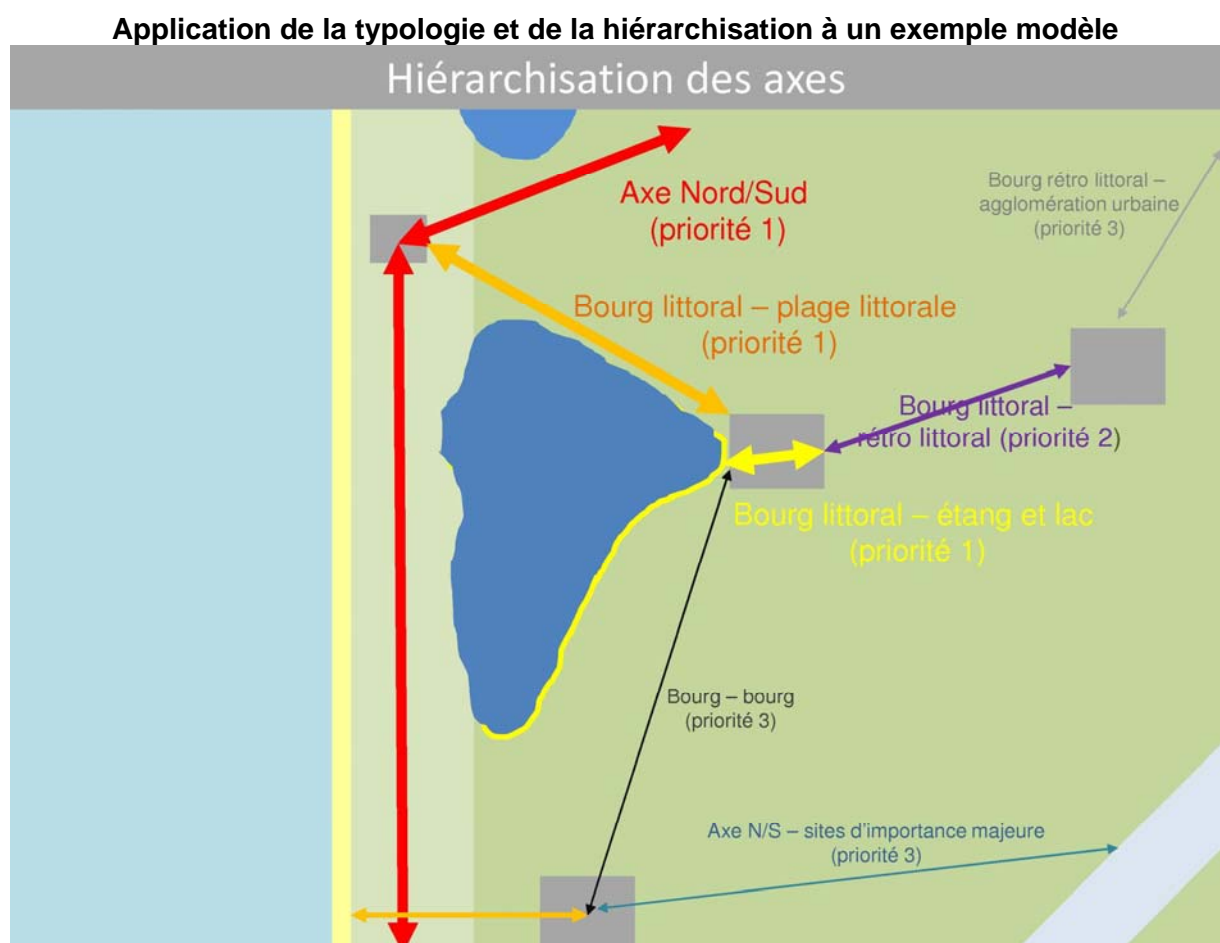 Application de la typologie et de la hiérarchisation à un exemple modèle
Hiérarchisation des axes
Axe Nord/Sud
(priorité 1)
Bourg rétro littoral –
agglomération urbaine
(priorité 3)
Bourg littoral – plage littorale
(priorité 1)
Bourg littoral –
rétro littoral (priorité 2)
Bourg littoral – étang et lac
(priorité 1)
Bourg – bourg
(priorité 3)
Axe N/S – sites d'importance majeure
(priorité 3)